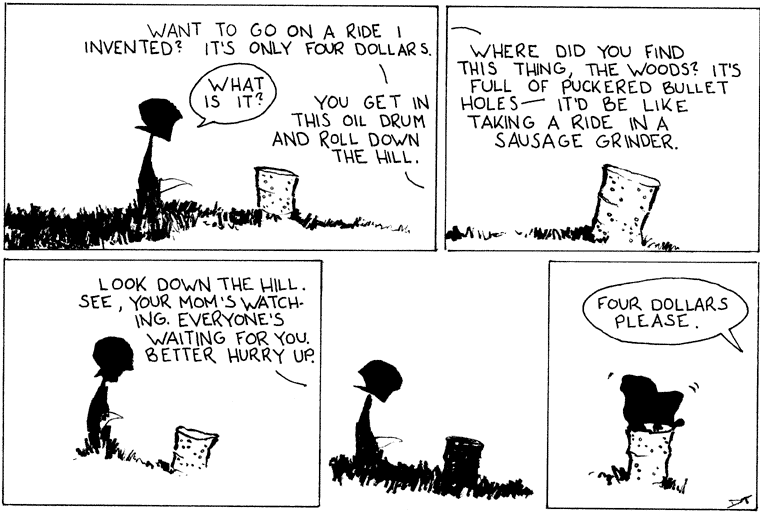 WANT TO GO ON A RIDE I
INVENTED? IT'S ONLY FOUR DOLLARS.
WHAT
IS IT?
YOU GET IN
THIS OIL DRUM
AND ROLL DOWN
THE HILL.
WHERE DID YOU FIND
THIS THING, THE WOODS? IT'S
FULL OF PUCKERED BULLET
HOLES — IT'D BE LIKE
TAKING A RIDE IN A
SAUSAGE GRINDER.
LOOK DOWN THE HILL.
SEE, YOUR MOM'S WATCH-
ING. EVERYONE'S
WAITING FOR YOU.
BETTER HURRY UP.
FOUR DOLLARS
PLEASE.